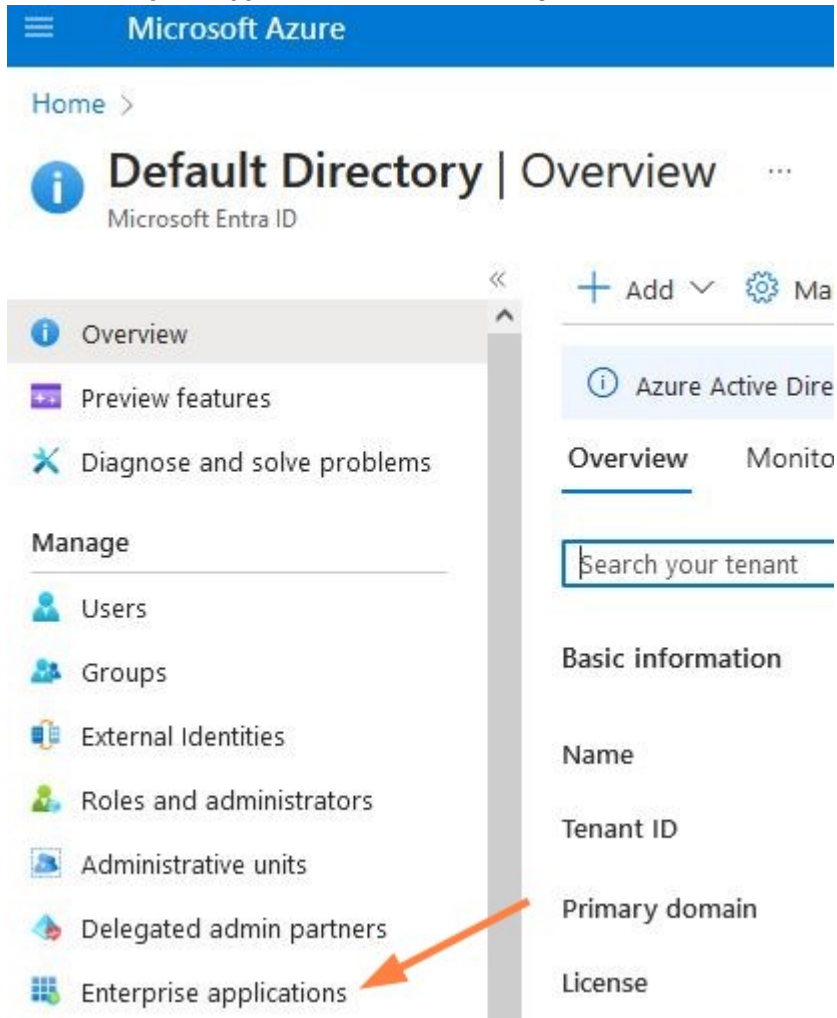 Microsoft Azure
Home >
Default Directory | Overview ...
Microsoft Entra ID
«
Overview
Preview features
Diagnose and solve problems
Manage
Users
Groups
External Identities
Roles and administrators
Administrative units
Delegated admin partners
Enterprise applications
+ Add Ma
Azure Active Dire
Overview Monito
Search your tenant
Basic information
Name
Tenant ID
Primary domain
License